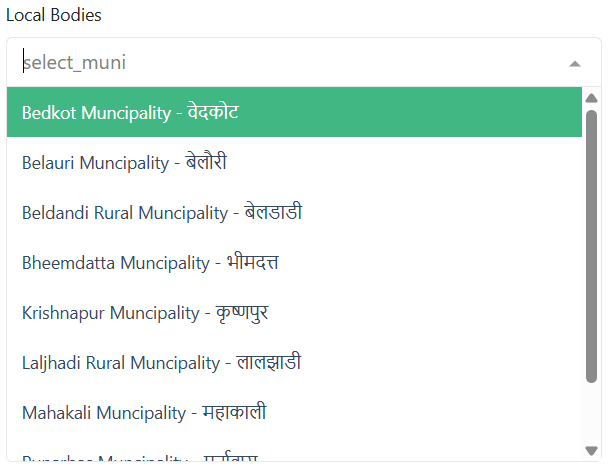 Local Bodies
select_muni
Bedkot Muncipality - वेदकोट
Belauri Muncipality - बेलौरी
Beldandi Rural Muncipality - बेलडाडी
Bheemdatta Muncipality - भीमदत्त
Krishnapur Muncipality - कृष्णपुर
Laljhadi Rural Muncipality - लालझाडी
Mahakali Muncipality - महाकाली